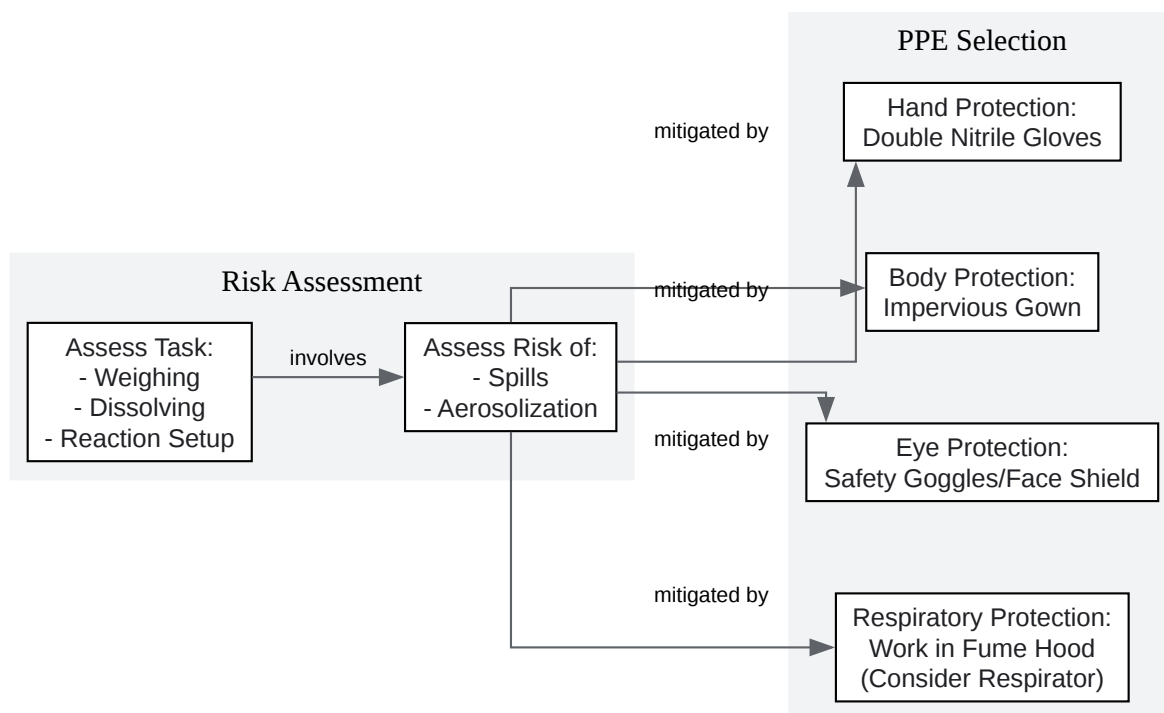 PPE Selection
Hand Protection:
Double Nitrile Gloves
mitigated by
Risk Assessment
Body Protection:
Impervious Gown
mitigated by
Assess Task:
- Weighing
- Dissolving
- Reaction Setup
involves
Assess Risk of:
- Spills
- Aerosolization
mitigated by
Eye Protection:
Safety Goggles/Face Shield
mitigated by
Respiratory Protection:
Work in Fume Hood
(Consider Respirator)